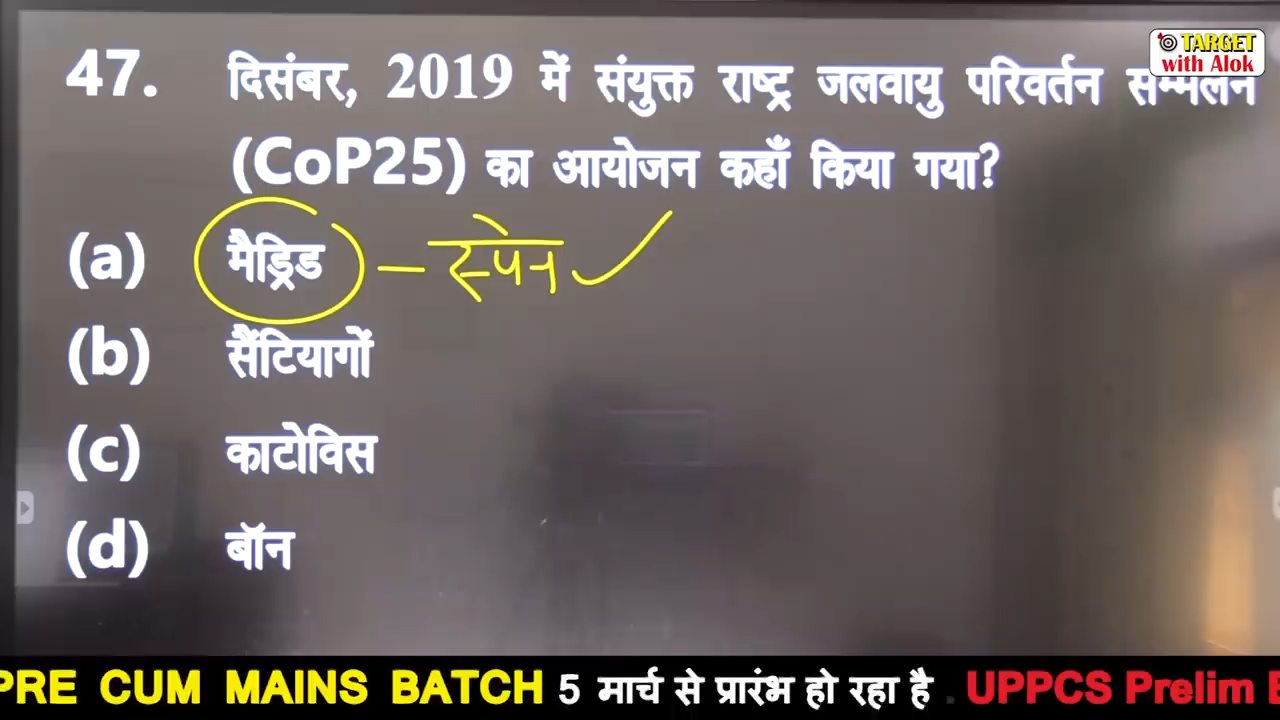 TARGET
with Alok
47. दिसंबर, 2019 में संयुक्त राष्ट्र जलवायु परिवर्तन सम्मेलन
(CoP25) का आयोजन कहाँ किया गया?
(a) मैड्रिड – स्पेन
(b) सैंटियागों
(c) काटोविस
(d) बॉन
PRE CUM MAINS BATCH 5 मार्च से प्रारंभ हो रहा है . UPPCS Prelim